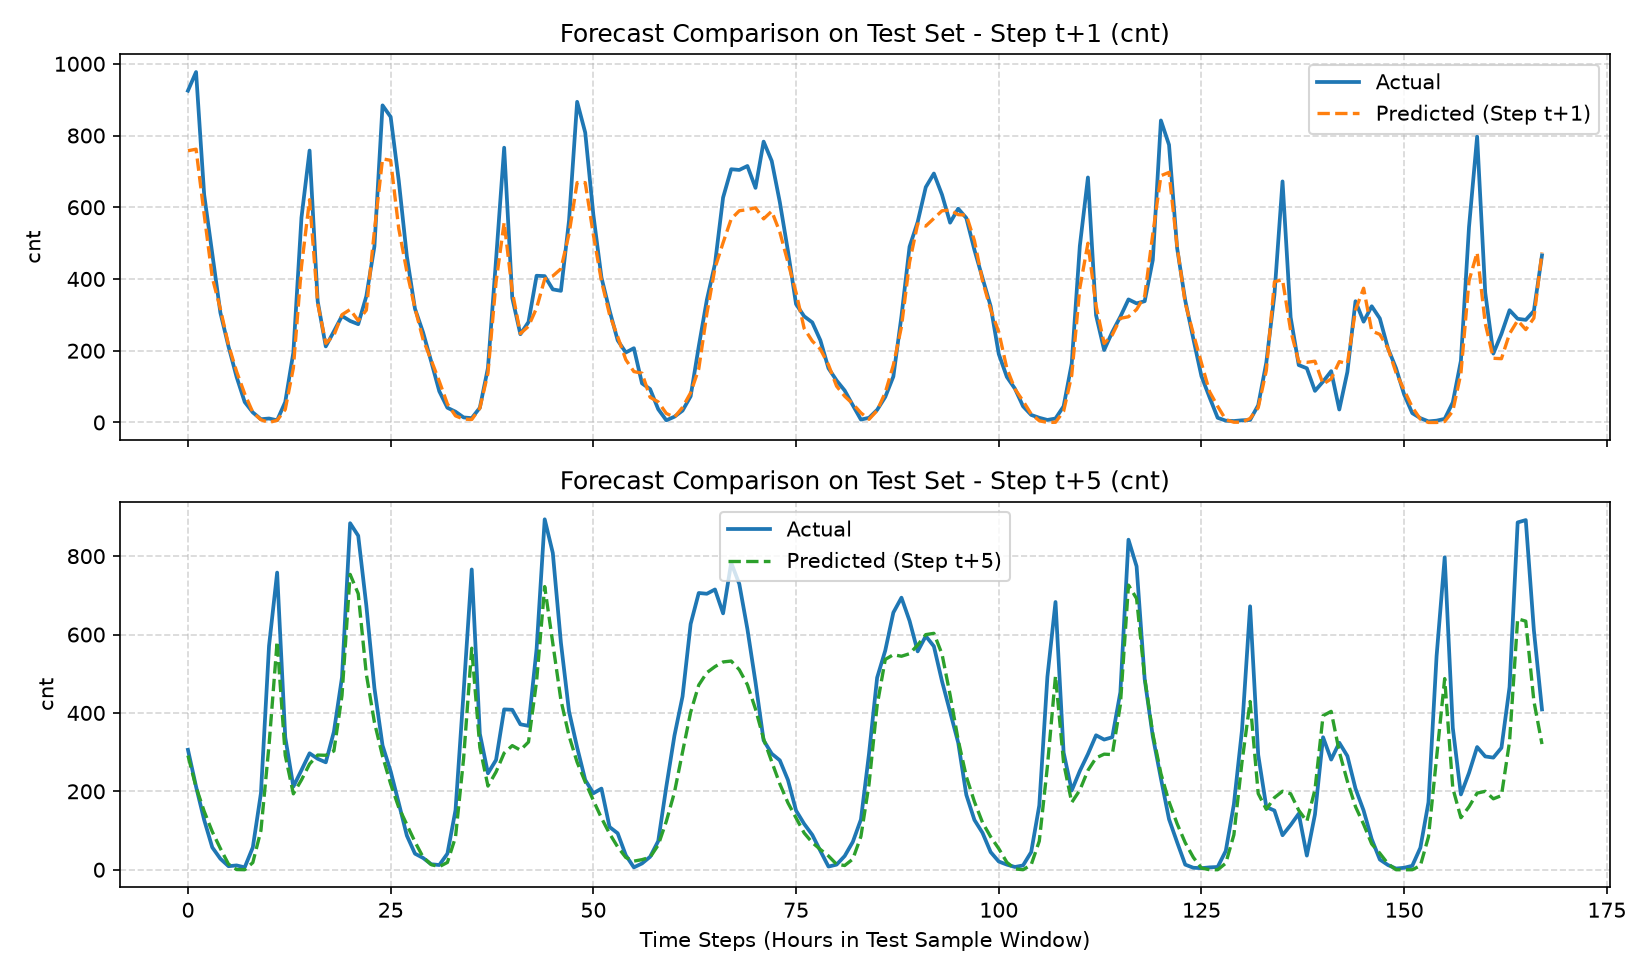 Forecast Comparison on Test Set - Step t+1 (cnt)
1000
800
600
400
200
0
cnt
Actual
Predicted (Step t+1)
Forecast Comparison on Test Set - Step t+5 (cnt)
800
600
400
200
0
cnt
Actual
Predicted (Step t+5)
0 25 50 75 100 125 150 175
Time Steps (Hours in Test Sample Window)